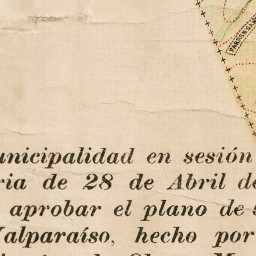 unicipalidad en sesión
ria de 28 de Abril de
aprobar el plano de
Valparaíso, hecho por